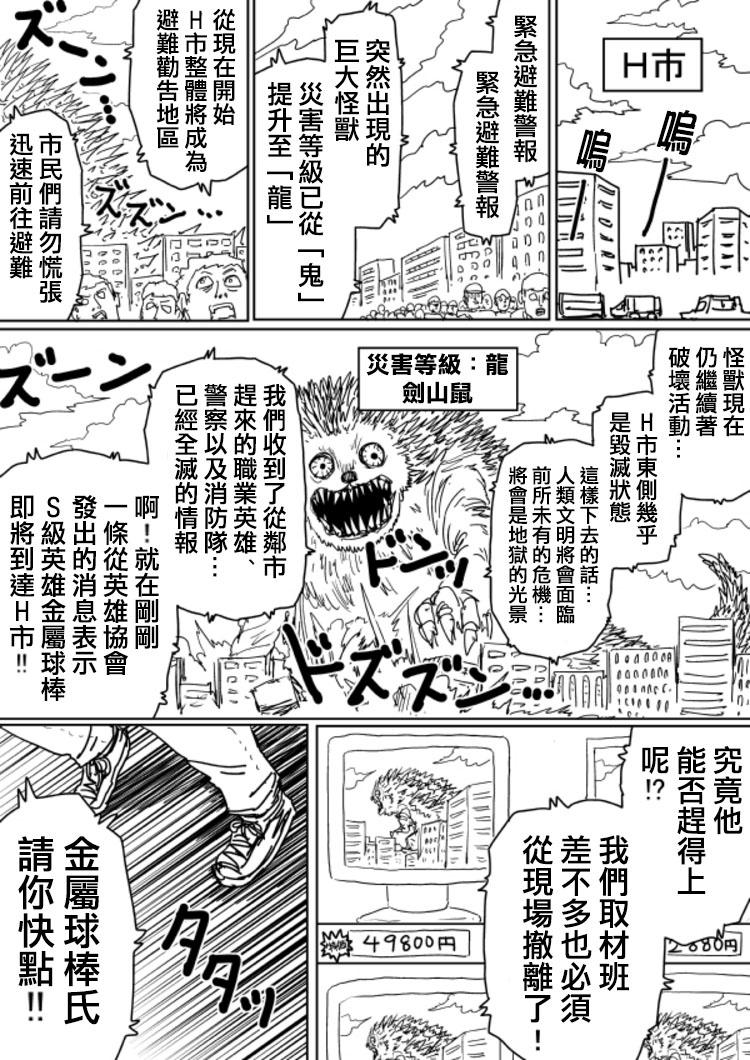 H市
嗚
嗚
緊急避難警報
緊急避難警報
突然出現的
巨大怪獸
災害等級已從「鬼」
提升至「龍」
從現在開始
H市整體將成為
避難勸告地區
市民們請勿慌張
迅速前往避難
ズーン…
ズズン…
怪獸現在
仍繼續著
破壞活動…
H市東側幾乎
是毀滅狀態
這樣下去的話…
人類文明將會面臨
前所未有的危機…
將會是地獄的光景
災害等級：龍
劍山鼠
我們收到了從鄰市
趕來的職業英雄、
警察以及消防隊…
已經全滅的情報
啊！就在剛剛
一條從英雄協會
發出的消息表示
S級英雄金屬球棒
即將到達H市!!
ズーン
ドドッ
ドズズン…
究竟他
能否趕得上
呢!?
我們取材班
差不多也必須
從現場撤離了！
49800円
2680円
金屬球棒氏
請你快點!!
タタッ